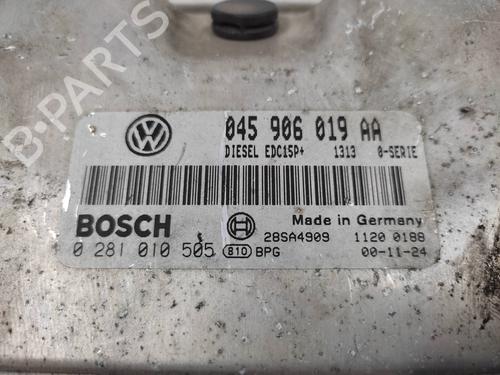 045 906 019 AA
DIESEL EDC15P+ 1313 0-SERIE
BOSCH
Made in Germany
0 281 010 505
810 BPG
28SA4909 1120 0188
00-11-24
B-PARTS